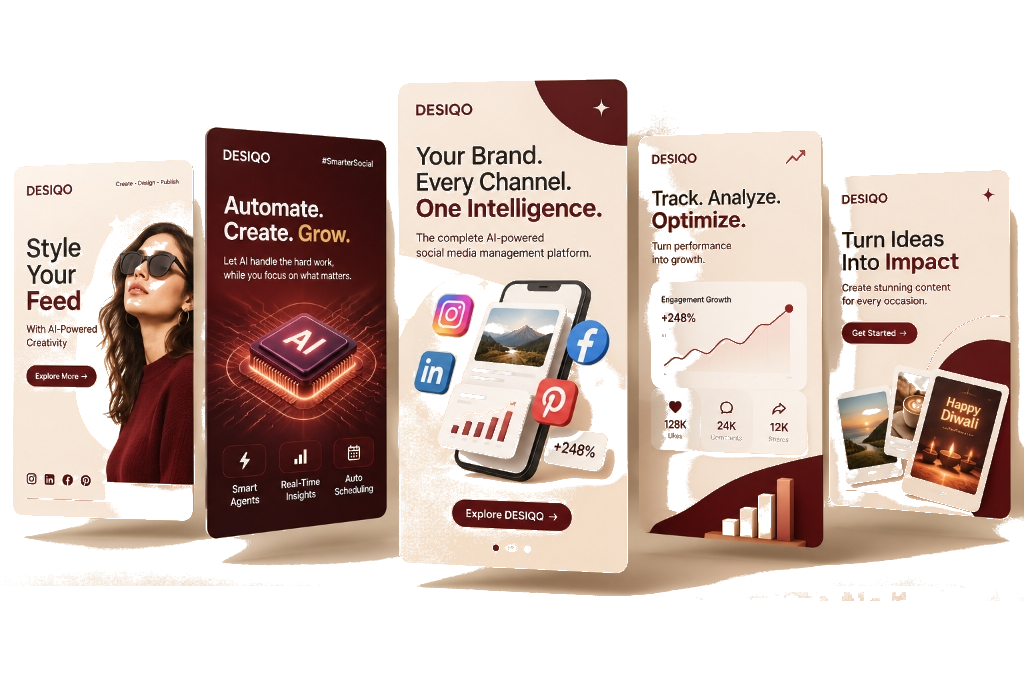 DESIQO
Create - Design - Publish
Style
Your
Feed
With AI-Powered
Creativity
Explore More →
DESIQO
#SmarterSocial
Automate.
Create. Grow.
Let AI handle the hard work,
while you focus on what matters.
AI
Smart
Agents
Real-Time
Insights
Auto
Scheduling
DESIQO
Your Brand.
Every Channel.
One Intelligence.
The complete AI-powered
social media management platform.
in
f
+248%
Explore DESIQO →
DESIQO
Track. Analyze.
Optimize.
Turn performance
into growth.
Engagement Growth
+248%
128K
Likes
24K
Comments
12K
Shares
DESIQO
Turn Ideas
Into Impact
Create stunning content
for every occasion.
Get Started →
Happy
Diwali